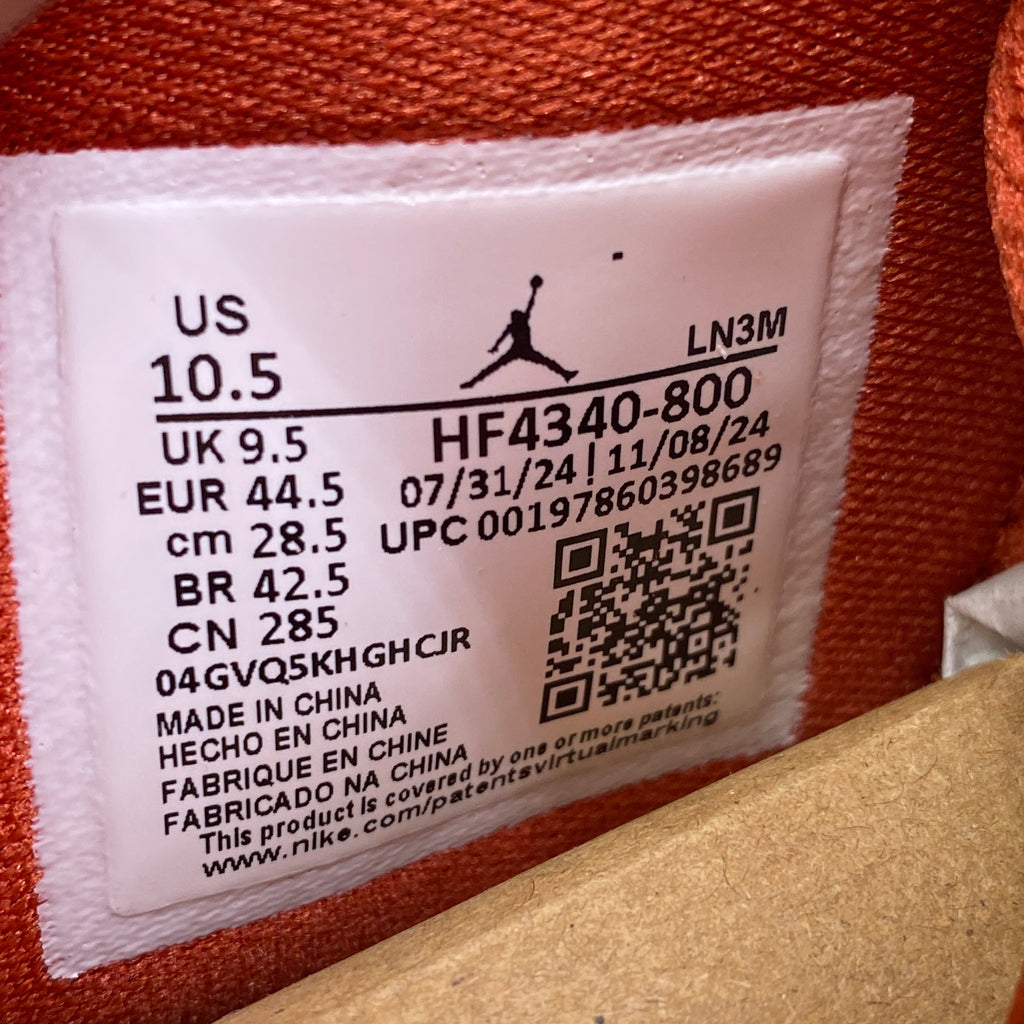 US
10.5
LN3M
UK 9.5
HF4340-800
EUR 44.5
07/31/24 | 11/08/24
cm 28.5
UPC 00197860398689
BR 42.5
CN 285
04GVQ5KHGHCJR
MADE IN CHINA
HECHO EN CHINA
FABRIQUE EN CHINE
FABRICADO NA CHINA
This product is covered by one or more patents:
www.nike.com/patentsvirtualmarking